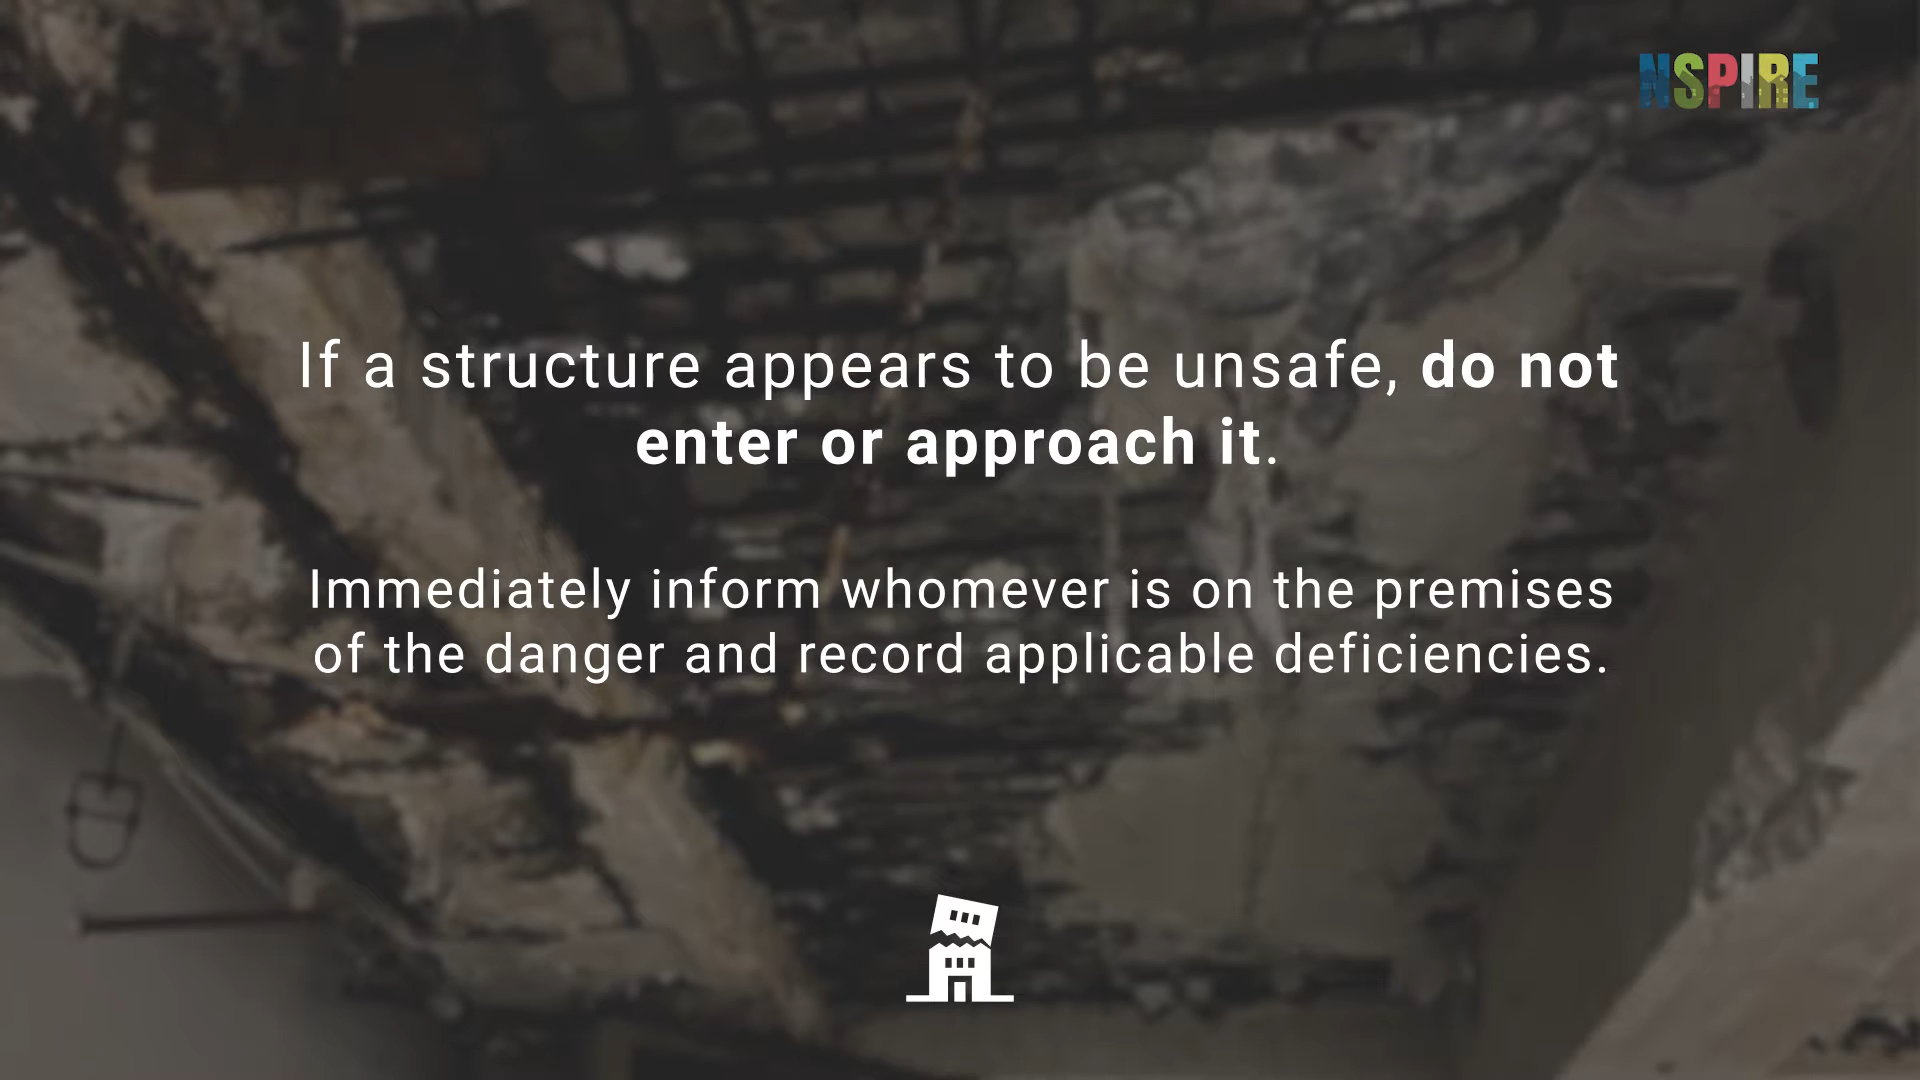 NSPIRE
If a structure appears to be unsafe, do not
enter or approach it.
Immediately inform whomever is on the premises
of the danger and record applicable deficiencies.